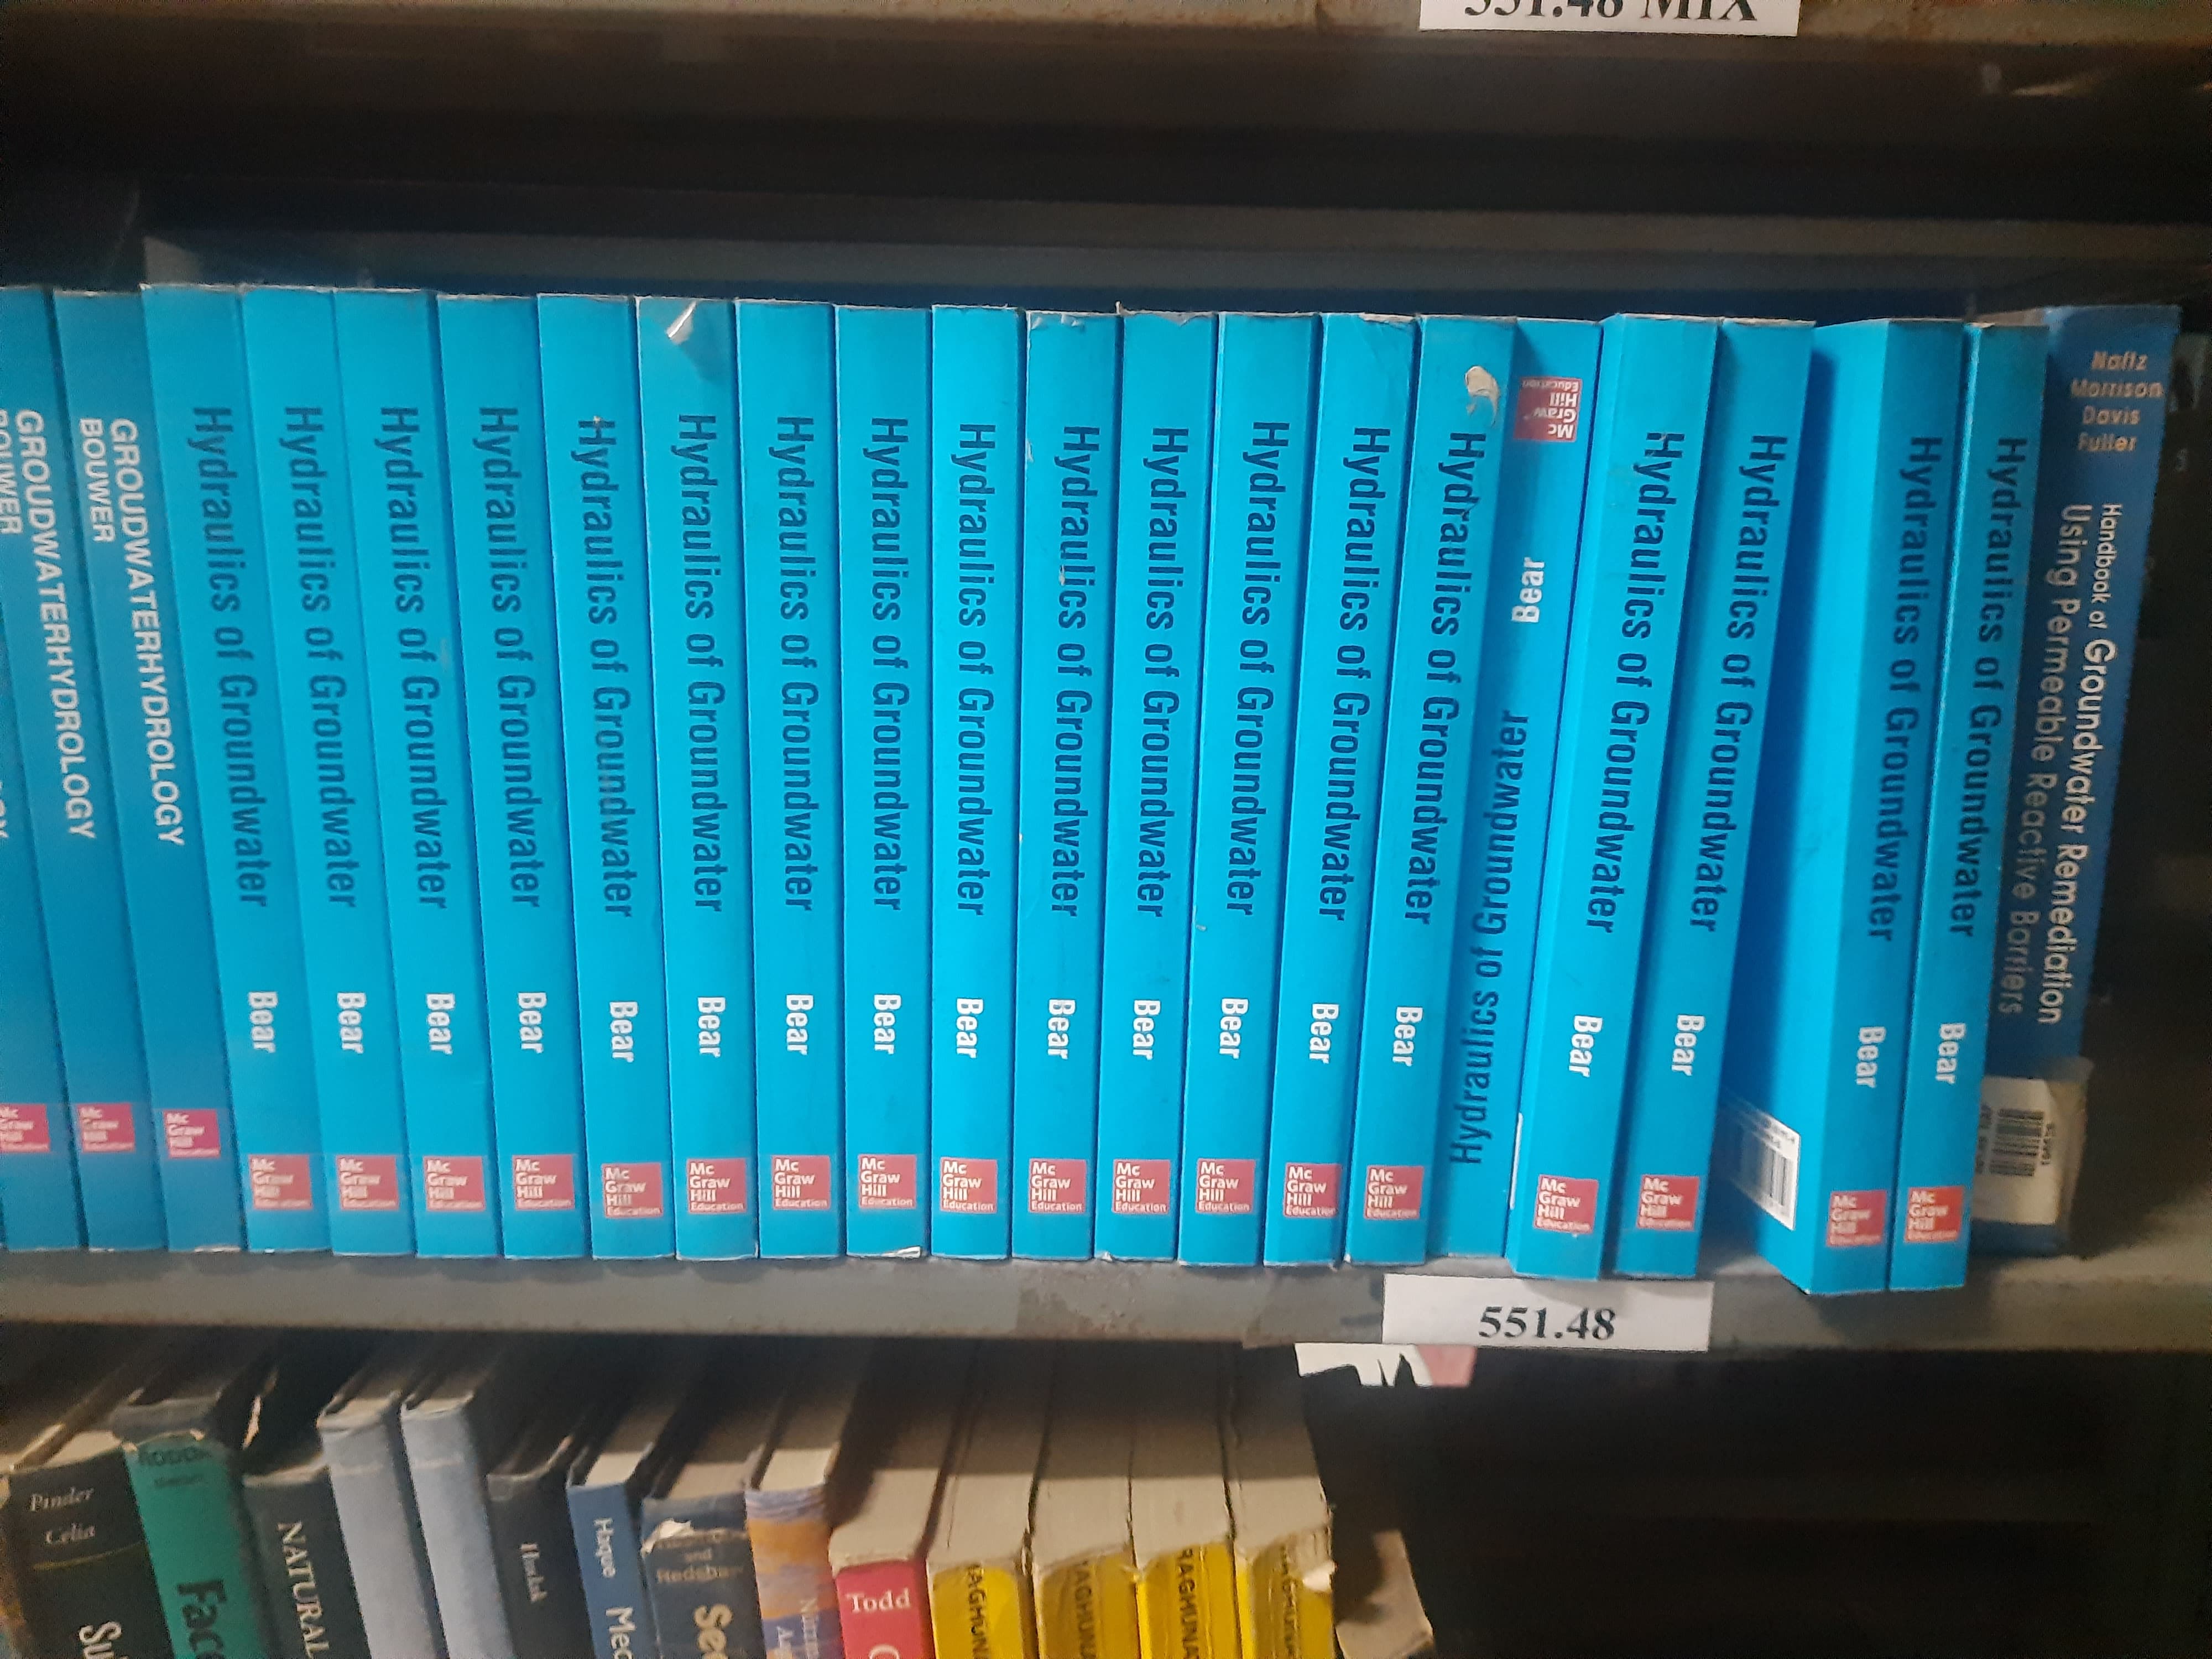 551.48 MIX
GROUDWATERHYDROLOGY
BOUWER
Mc
Graw
Hill
Education
GROUDWATERHYDROLOGY
BOUWER
Mc
Graw
Hill
Education
Hydraulics of Groundwater
Bear
Mc
Graw
Hill
Education
Hydraulics of Groundwater
Bear
Mc
Graw
Hill
Education
Hydraulics of Groundwater
Bear
Mc
Graw
Hill
Education
Hydraulics of Groundwater
Bear
Mc
Graw
Hill
Education
Hydraulics of Groundwater
Bear
Mc
Graw
Hill
Education
Hydraulics of Groundwater
Bear
Mc
Graw
Hill
Education
Hydraulics of Groundwater
Bear
Mc
Graw
Hill
Education
Hydraulics of Groundwater
Bear
Mc
Graw
Hill
Education
Hydraulics of Groundwater
Bear
Mc
Graw
Hill
Education
Hydraulics of Groundwater
Bear
Mc
Graw
Hill
Education
Hydraulics of Groundwater
Bear
Mc
Graw
Hill
Education
Hydraulics of Groundwater
Bear
Mc
Graw
Hill
Education
Hydraulics of Groundwater
Bear
Mc
Graw
Hill
Education
Hydraulics of Groundwater
Bear
Mc
Graw
Hill
Education
Hydraulics of Groundwater
Bear
Mc
Graw
Hill
Education
Hydraulics of Groundwater
Bear
Mc
Graw
Hill
Education
Hydraulics of Groundwater
Bear
Mc
Graw
Hill
Education
Hydraulics of Groundwater
Bear
Mc
Graw
Hill
Education
Hydraulics of Groundwater
Bear
Mc
Graw
Hill
Education
Naftz
Morrison
Davis
Fuller
Handbook of Groundwater Remediation
Using Permeable Reactive Barriers
551.48
Pinder
Celia
Su
Fac
NATURAL
Haque
Mec
and
Se
Todd
G
RAGHUNA